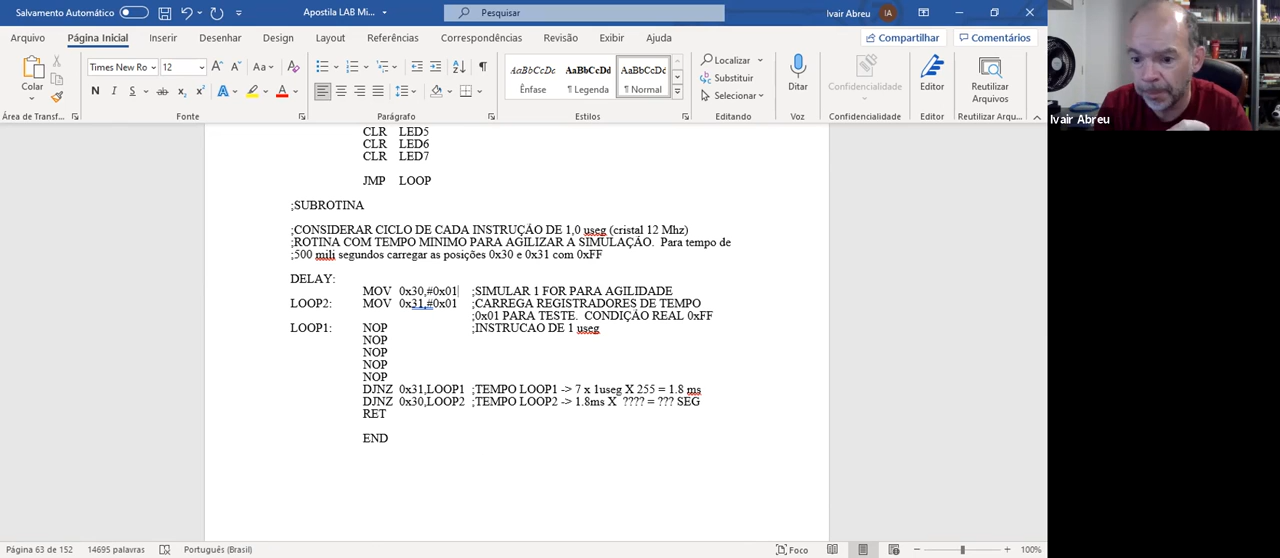 Salvamento Automático
Apostila LAB Mi...
Pesquisar
Ivair Abreu
IA
Arquivo
Página Inicial
Inserir
Desenhar
Design
Layout
Referências
Correspondências
Revisão
Exibir
Ajuda
Compartilhar
Comentários
Colar
Times New Ro
12
Aa
N I S ab x₂ x²
AaBbCcDc
AaBbCcDd
AaBbCcDc
Ênfase
¶ Legenda
¶ Normal
Localizar
Substituir
Selecionar
Ditar
Confidencialidade
Editor
Reutilizar
Arquivos
Área de Transf...
Fonte
Parágrafo
Estilos
Editando
Voz
Confidencialidade
Editor
Reutilizar Arqu...
Ivair Abreu
CLR LED5
CLR LED6
CLR LED7
JMP LOOP
;SUBROTINA
;CONSIDERAR CICLO DE CADA INSTRUÇÃO DE 1,0 useg (cristal 12 Mhz)
;ROTINA COM TEMPO MINIMO PARA AGILIZAR A SIMULAÇÃO. Para tempo de
;500 mili segundos carregar as posições 0x30 e 0x31 com 0xFF
DELAY:
MOV 0x30,#0x01 ;SIMULAR 1 FOR PARA AGILIDADE
LOOP2: MOV 0x31,#0x01 ;CARREGA REGISTRADORES DE TEMPO
;0x01 PARA TESTE. CONDIÇÃO REAL 0xFF
LOOP1: NOP ;INSTRUCAO DE 1 useg
NOP
NOP
NOP
NOP
DJNZ 0x31,LOOP1 ;TEMPO LOOP1 -> 7 x 1useg X 255 = 1.8 ms
DJNZ 0x30,LOOP2 ;TEMPO LOOP2 -> 1.8ms X ???? = ??? SEG
RET
END
Página 63 de 152
14695 palavras
Português (Brasil)
Foco
100%